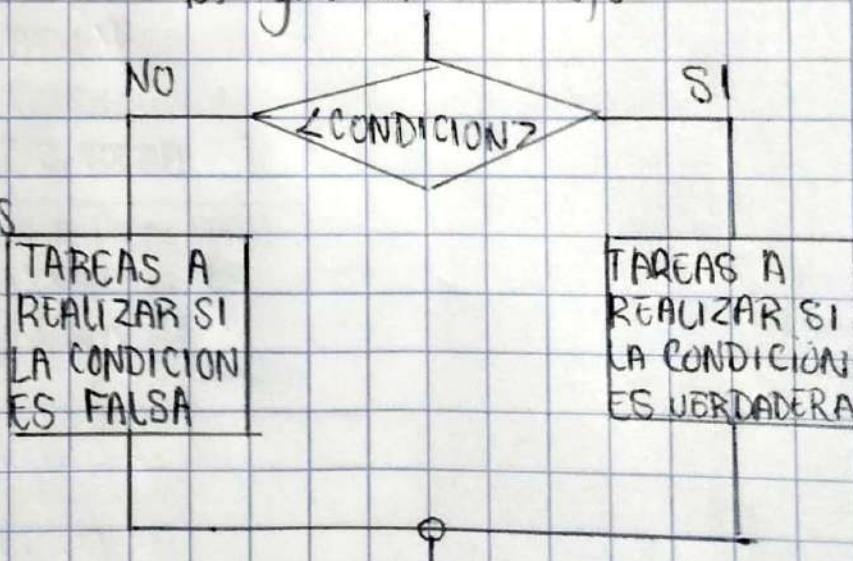 NO
SI
<CONDICION>
TAREAS A
REALIZAR SI
LA CONDICION
ES FALSA
TAREAS A
REALIZAR SI
LA CONDICION
ES VERDADERA